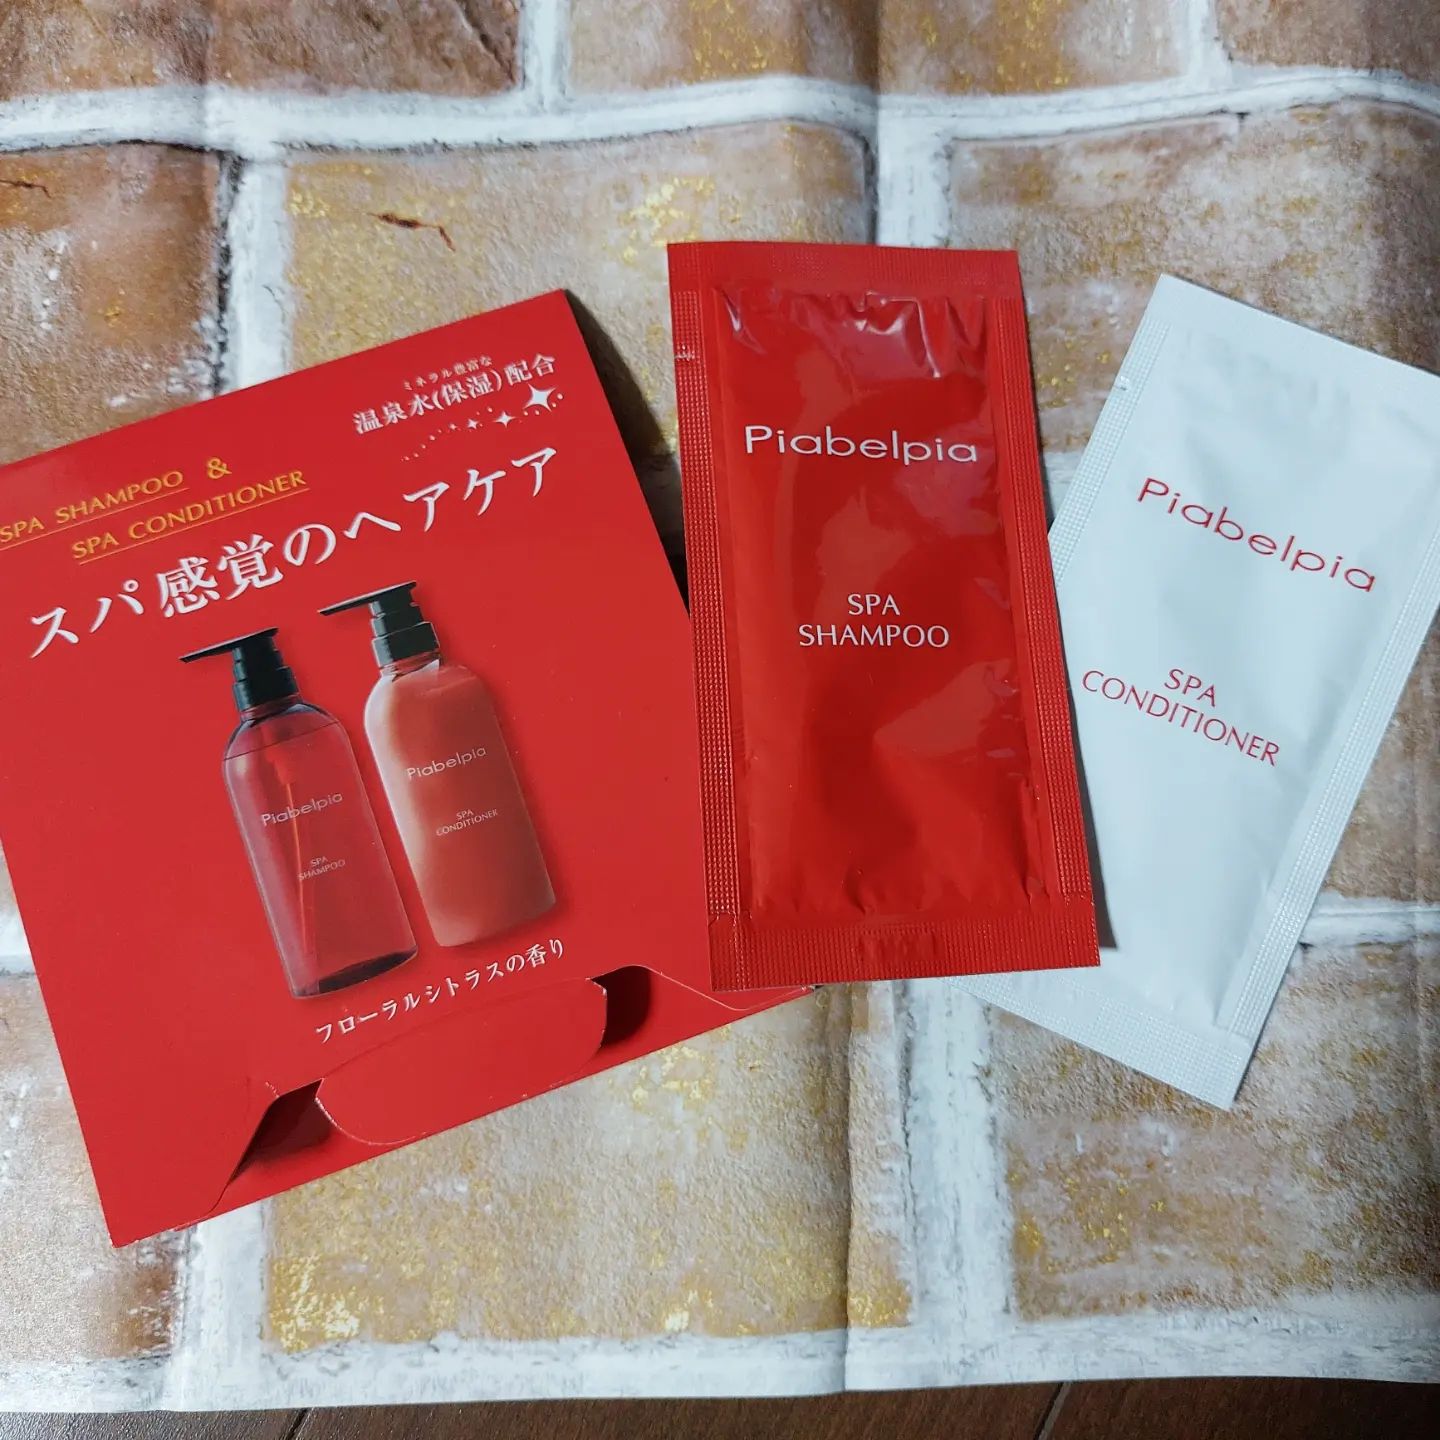 ミネラル豊富な
温泉水(保湿)配合
SPA SHAMPOO &
SPA CONDITIONER
スパ感覚のヘアケア
Piabelpia
SPA
SHAMPOO
Piabelpia
SPA
CONDITIONER
フローラルシトラスの香り
Piabelpia
SPA
SHAMPOO
Piabelpia
SPA
CONDITIONER